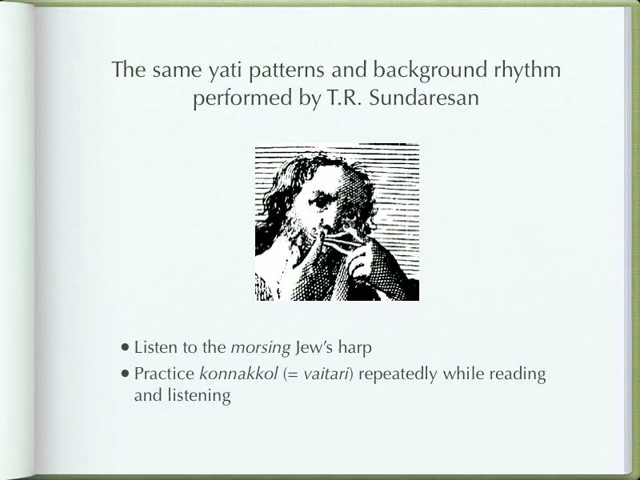 The same yati patterns and background rhythm
performed by T.R. Sundaresan
• Listen to the morsing Jew's harp
• Practice konnakkol (= vaitari) repeatedly while reading
and listening